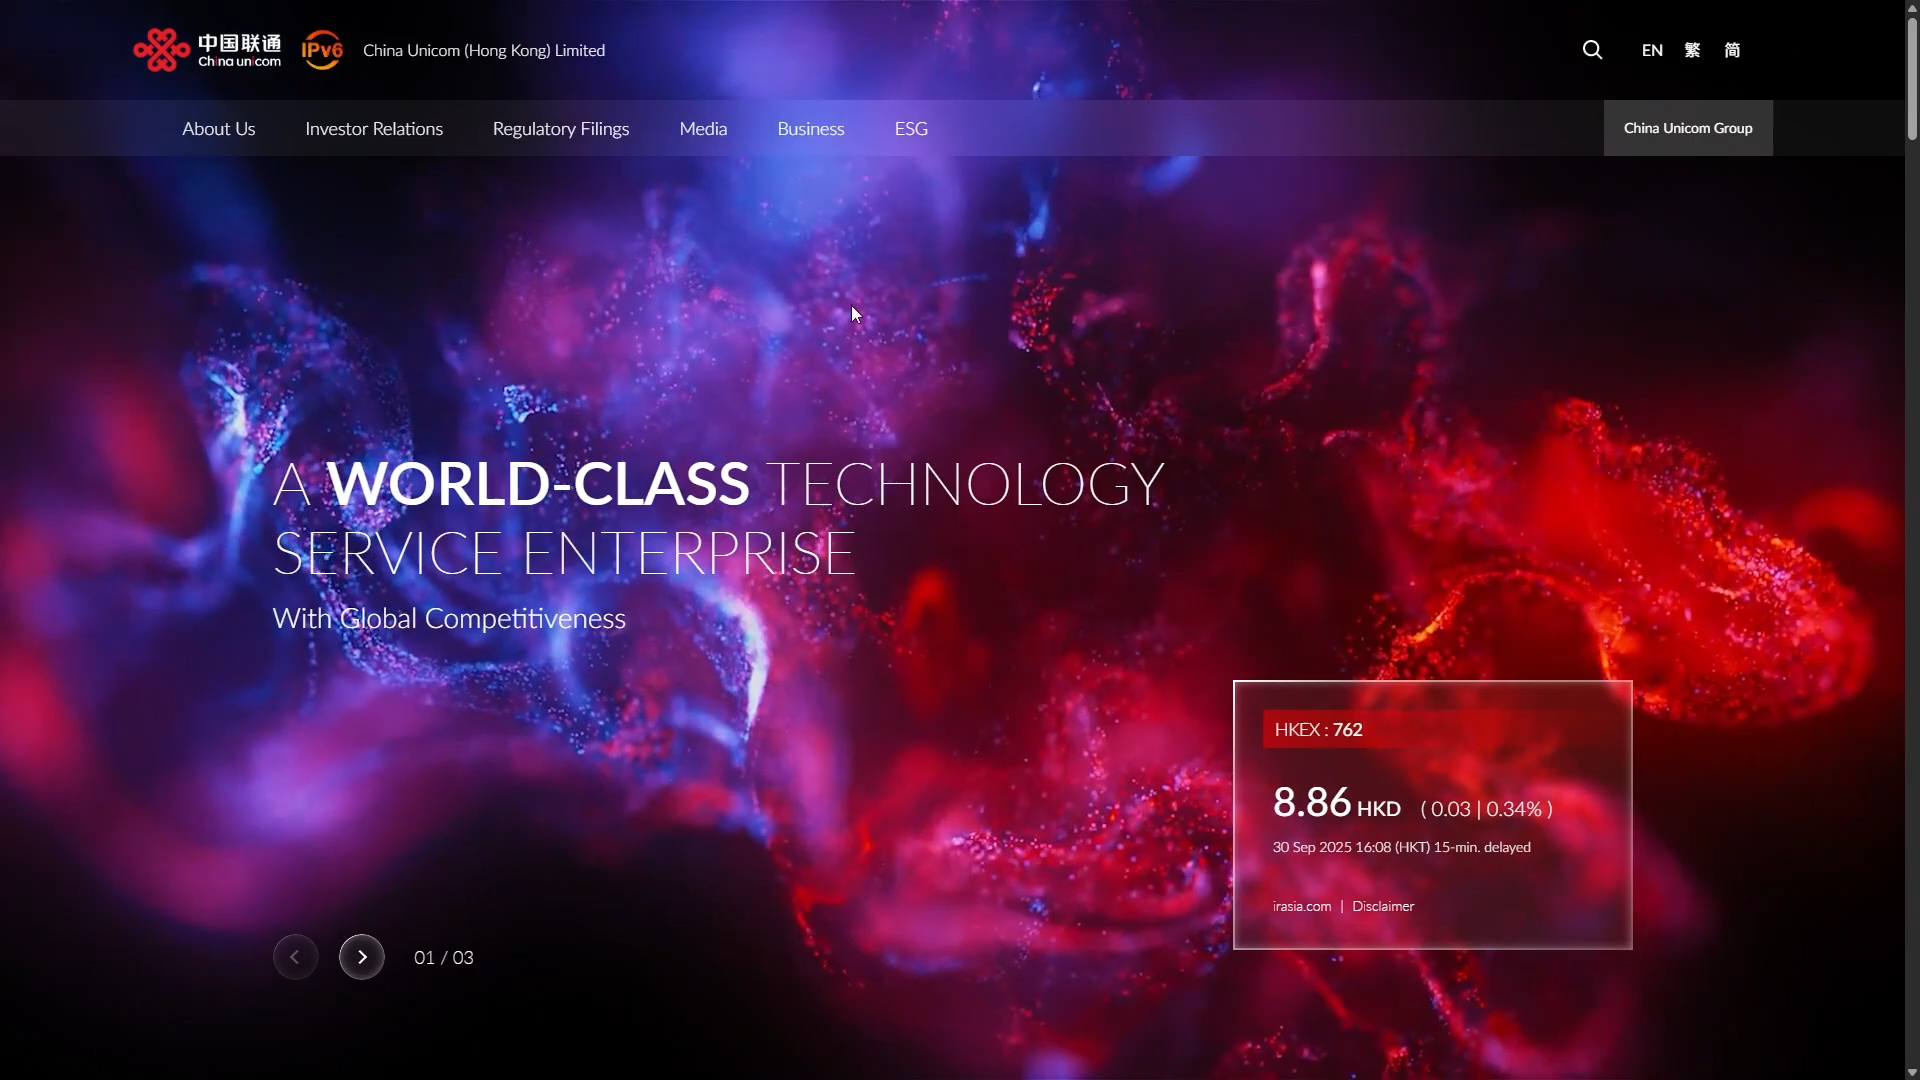 中国联通
China unicom
IPv6
China Unicom (Hong Kong) Limited
EN 繁 简
About Us Investor Relations Regulatory Filings Media Business ESG
China Unicom Group
A WORLD-CLASS TECHNOLOGY
SERVICE ENTERPRISE
With Global Competitiveness
HKEX : 762
8.86 HKD ( 0.03 | 0.34% )
30 Sep 2025 16:08 (HKT) 15-min. delayed
irasia.com | Disclaimer
01 / 03